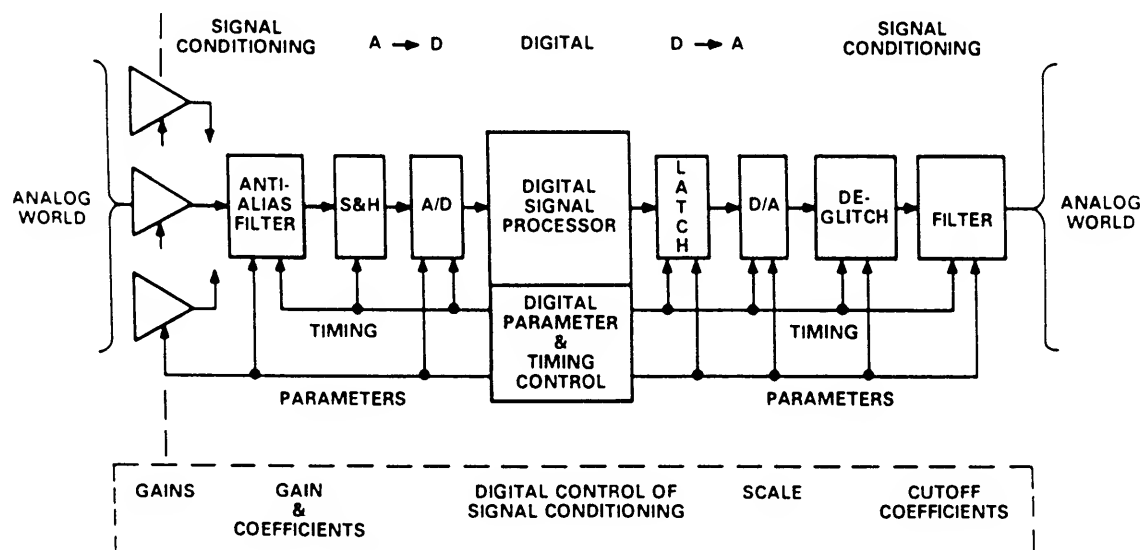 SIGNAL
CONDITIONING
A → D
DIGITAL
D → A
SIGNAL
CONDITIONING
ANALOG
WORLD
ANTI-
ALIAS
FILTER
S&H
A/D
DIGITAL
SIGNAL
PROCESSOR
L
A
T
C
H
D/A
DE-
GLITCH
FILTER
ANALOG
WORLD
TIMING
DIGITAL
PARAMETER
&
TIMING
CONTROL
TIMING
PARAMETERS
PARAMETERS
GAINS
GAIN
&
COEFFICIENTS
DIGITAL CONTROL OF
SIGNAL CONDITIONING
SCALE
CUTOFF
COEFFICIENTS